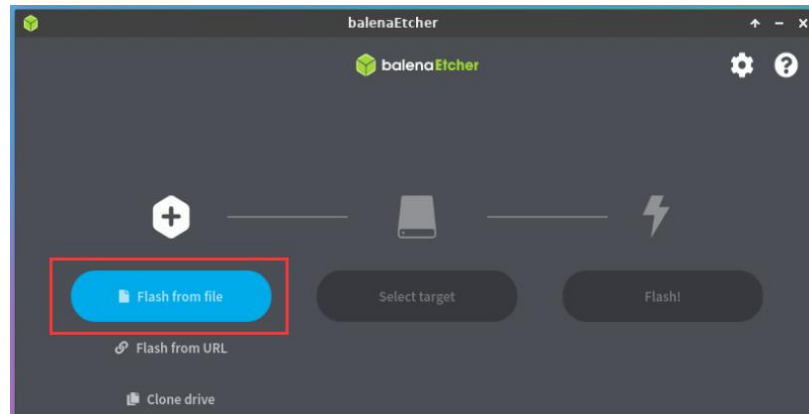 balenaEtcher
balenaEtcher
Flash from file
Select target
Flash!
Flash from URL
Clone drive